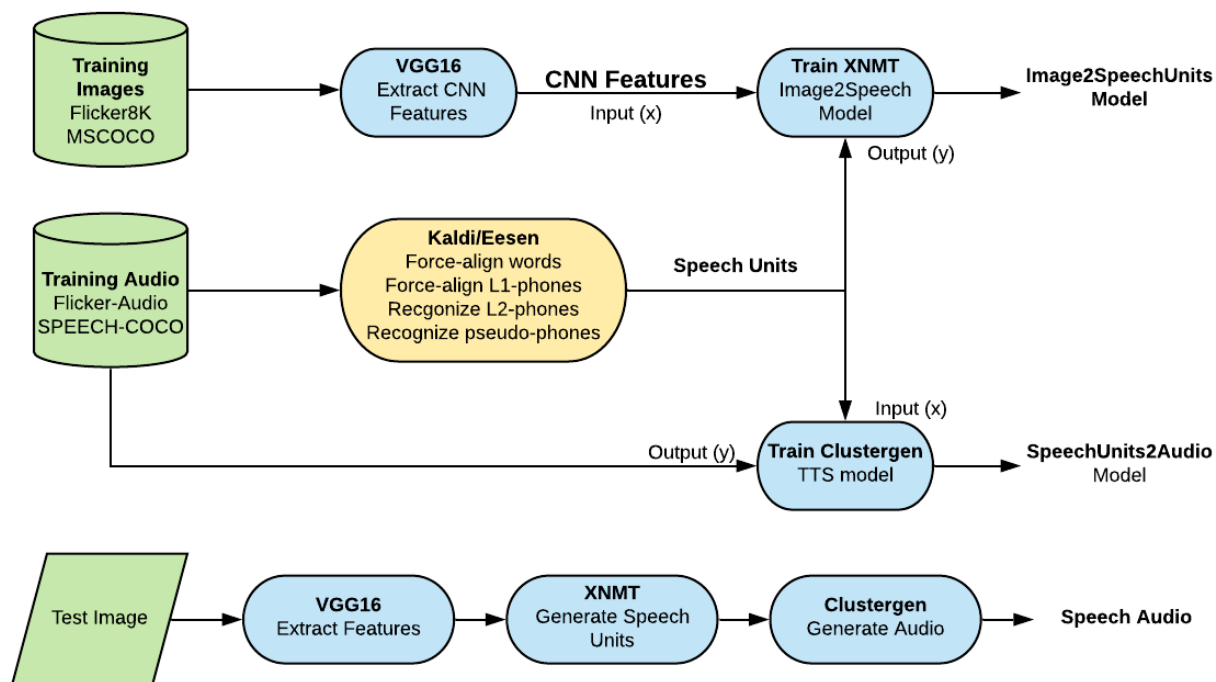 Training
Images
Flicker8K
MSCOCO
VGG16
Extract CNN
Features
CNN Features
Input (x)
Train XNMT
Image2Speech
Model
Image2SpeechUnits
Model
Output (y)
Training Audio
Flicker-Audio
SPEECH-COCO
Kaldi/Eesen
Force-align words
Force-align L1-phones
Recgonize L2-phones
Recognize pseudo-phones
Speech Units
Input (x)
Output (y)
Train Clustergen
TTS model
SpeechUnits2Audio
Model
Test Image
VGG16
Extract Features
XNMT
Generate Speech
Units
Clustergen
Generate Audio
Speech Audio